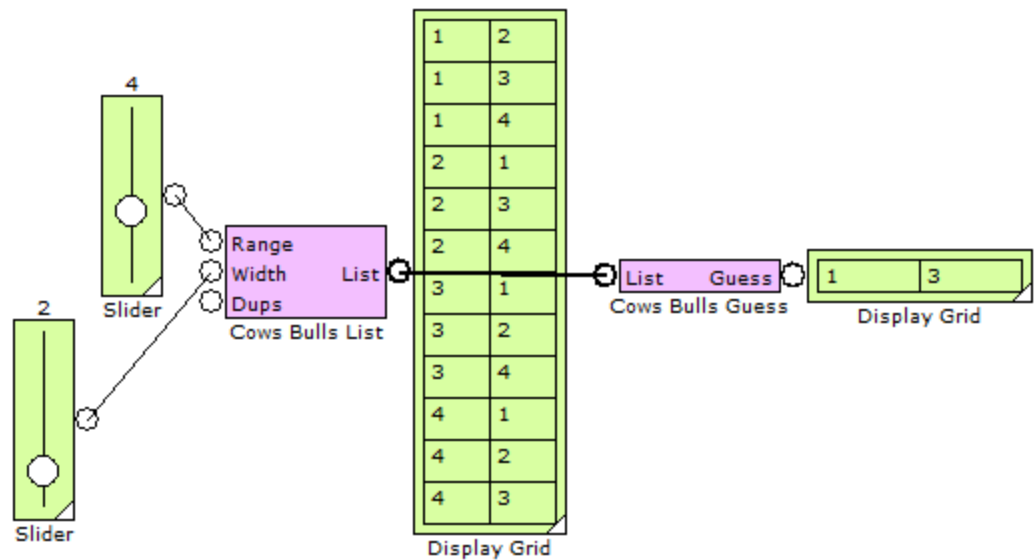 4
Slider
2
Slider
Range
Width List
Dups
Cows Bulls List
1 2
1 3
1 4
2 1
2 3
2 4
3 1
3 2
3 4
4 1
4 2
4 3
Display Grid
List Guess
Cows Bulls Guess
1 3
Display Grid